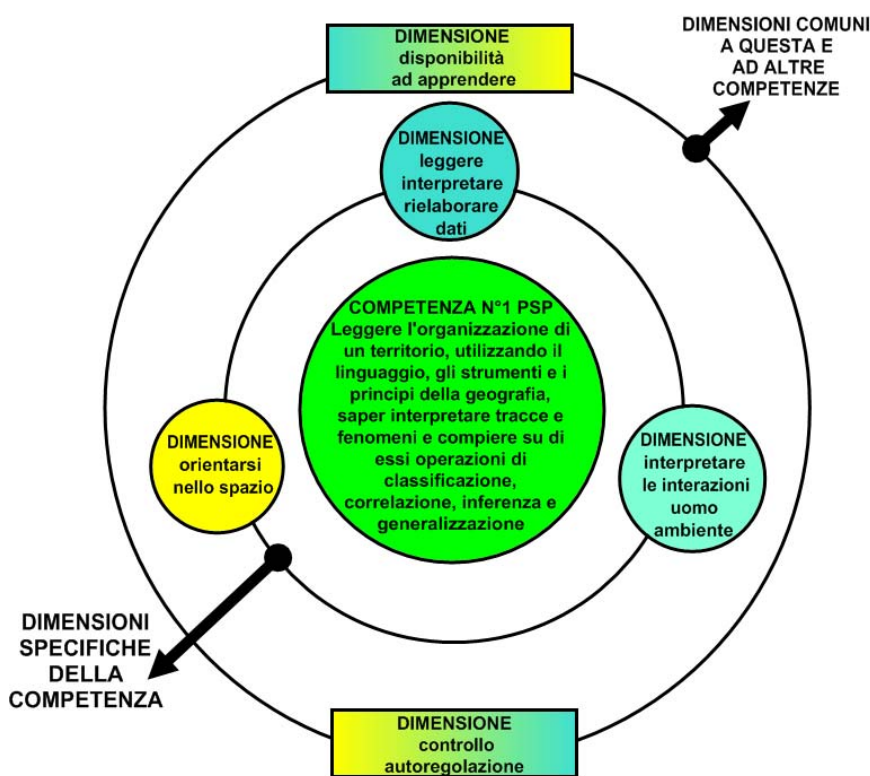 DIMENSIONE
disponibilità
ad apprendere
DIMENSIONI COMUNI
A QUESTA E
AD ALTRE
COMPETENZE
DIMENSIONE
leggere
interpretare
rielaborare
dati
COMPETENZA N°1 PSP
Leggere l'organizzazione di
un territorio, utilizzando il
linguaggio, gli strumenti e i
principi della geografia,
saper interpretare tracce e
fenomeni e compiere su di
essi operazioni di
classificazione,
correlazione, inferenza e
generalizzazione
DIMENSIONE
orientarsi
nello spazio
DIMENSIONE
interpretare
le interazioni
uomo
ambiente
DIMENSIONI
SPECIFICHE
DELLA
COMPETENZA
DIMENSIONE
controllo
autoregolazione